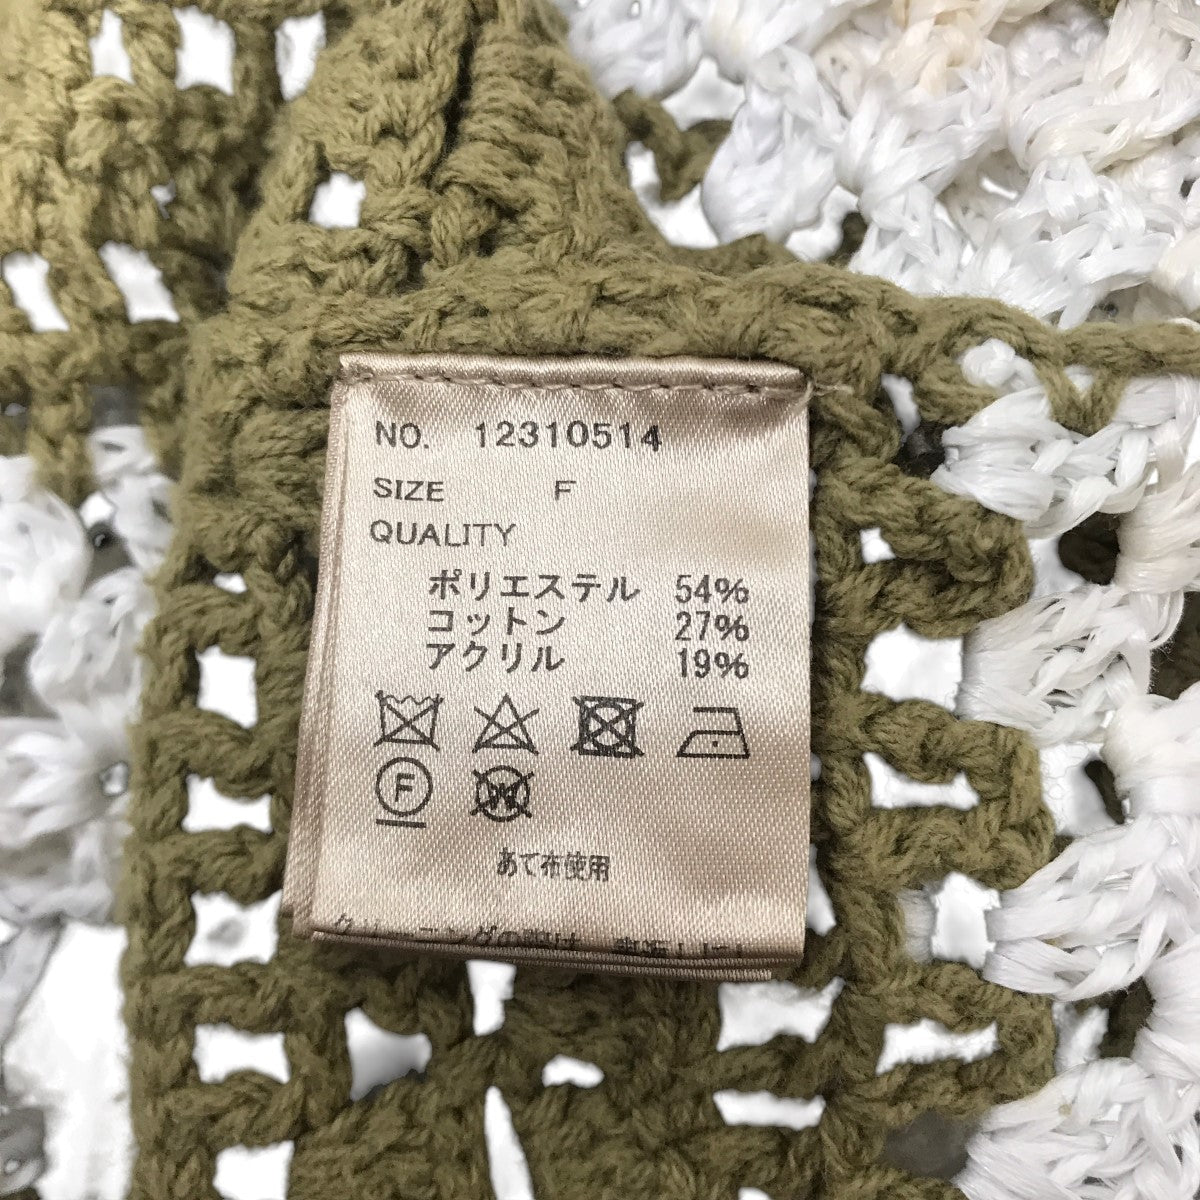 NO. 12310514
SIZE F
QUALITY
ポリエステル 54%
コットン 27%
アクリル 19%
F W
あて布使用